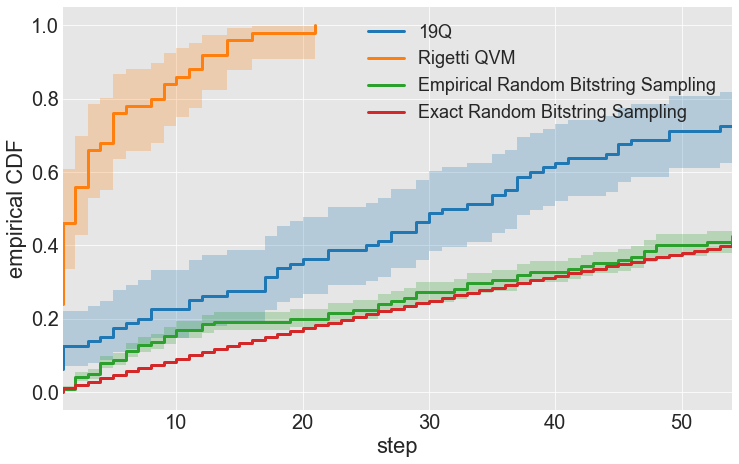 1.0
0.8
0.6
0.4
0.2
0.0
empirical CDF
19Q
Rigetti QVM
Empirical Random Bitstring Sampling
Exact Random Bitstring Sampling
10 20 30 40 50
step